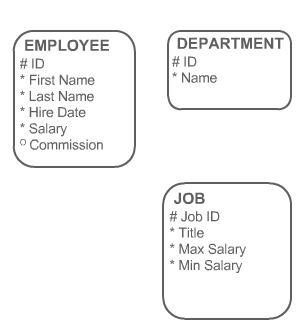 EMPLOYEE
# ID
* First Name
* Last Name
* Hire Date
* Salary
o Commission
DEPARTMENT
# ID
* Name
JOB
# Job ID
* Title
* Max Salary
* Min Salary